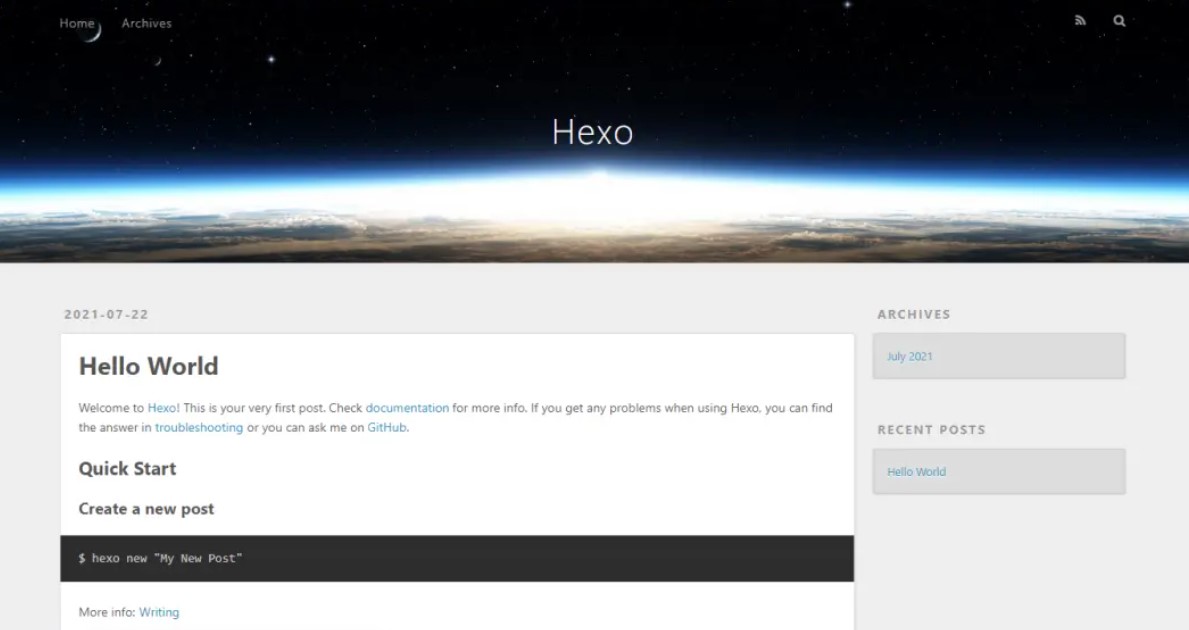 Home Archives
Hexo
2021-07-22
Hello World
Welcome to Hexo! This is your very first post. Check documentation for more info. If you get any problems when using Hexo, you can find
the answer in troubleshooting or you can ask me on GitHub.
Quick Start
Create a new post
$ hexo new "My New Post"
More info: Writing
ARCHIVES
July 2021
RECENT POSTS
Hello World